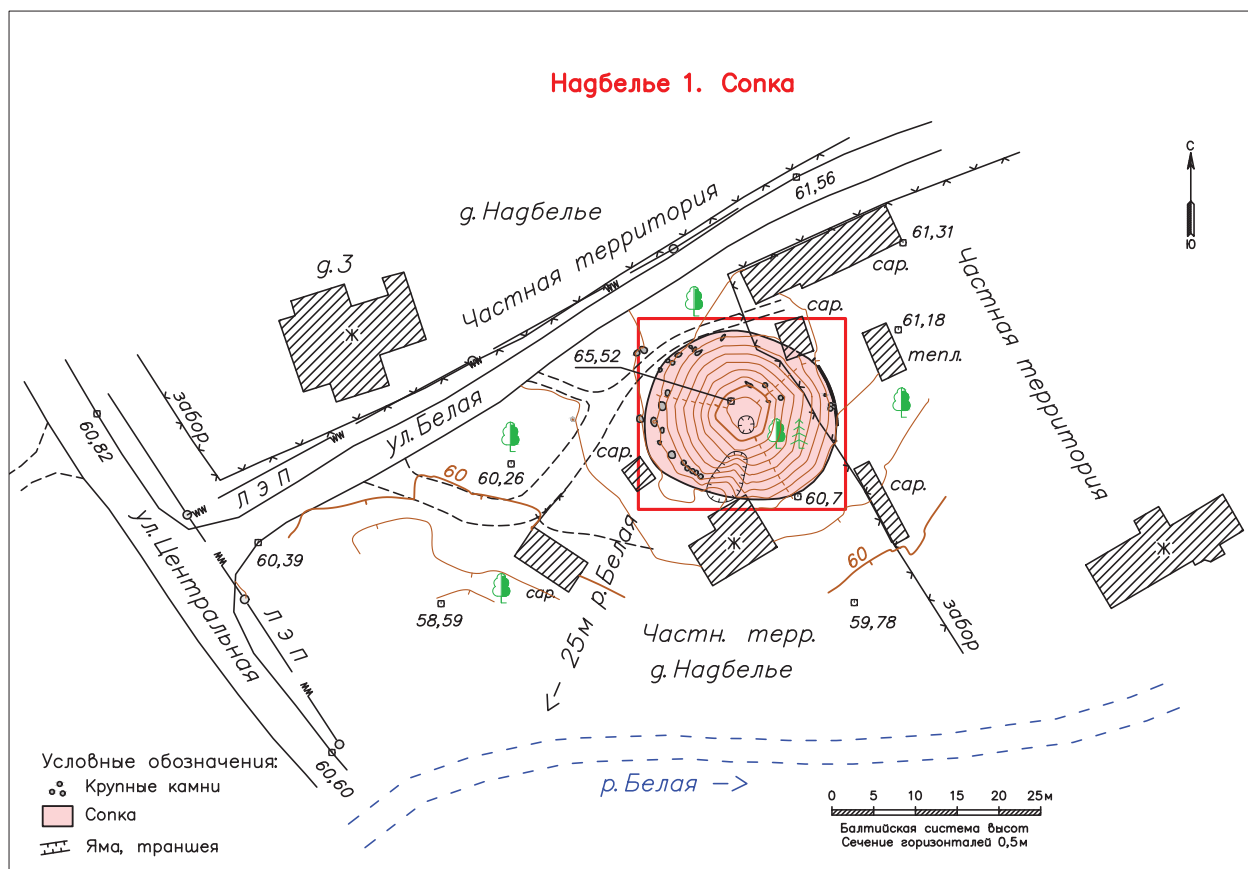 Надбелье 1. Сопка
С
Ю
61,56
д. Надбелье
Частная территория
61,31
сар.
д.3
Частная территория
сар.
61,18
тепл.
65,52
забор
ул. Белая
60,82
ЛЭП
60
60,26
сар.
60,7
сар.
ул. Центральная
60,39
60
сар.
58,59
25м р. Белая
59,78
забор
ЛЭП
Частн. терр.
д. Надбелье
60,60
р. Белая
Условные обозначения:
Крупные камни
Сопка
Яма, траншея
0 5 10 15 20 25м
Балтийская система высот
Сечение горизонталей 0,5м